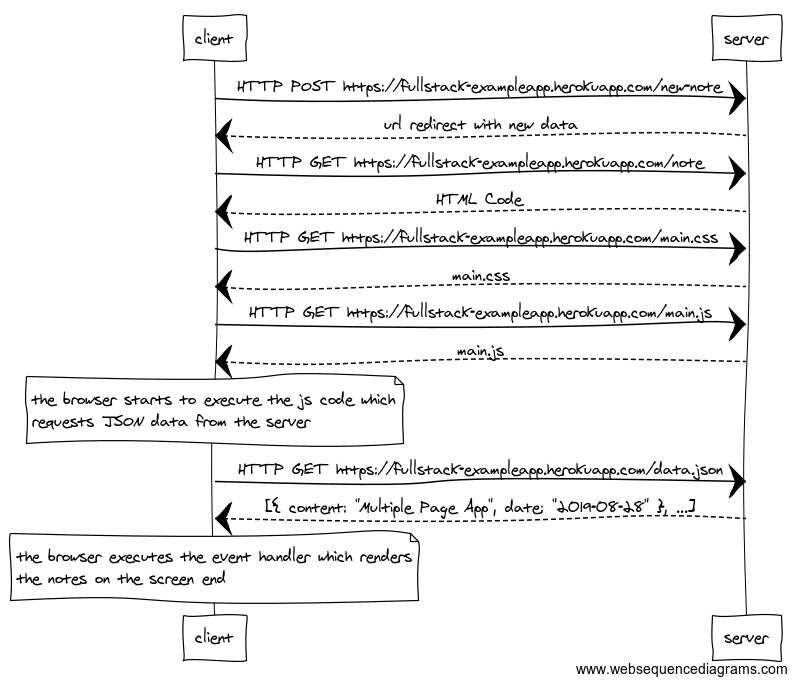 client server
HTTP POST https://fullstack-exampleapp.herokuapp.com/new-note
url redirect with new data
HTTP GET https://fullstack-exampleapp.herokuapp.com/note
HTML Code
HTTP GET https://fullstack-exampleapp.herokuapp.com/main.css
main.css
HTTP GET https://fullstack-exampleapp.herokuapp.com/main.js
main.js
the browser starts to execute the js code which
requests JSON data from the server
HTTP GET https://fullstack-exampleapp.herokuapp.com/data.json
[{ content: "Multiple Page App", date: "2019-08-28" }, ...]
the browser executes the event handler which renders
the notes on the screen end
client server
www.websequencediagrams.com